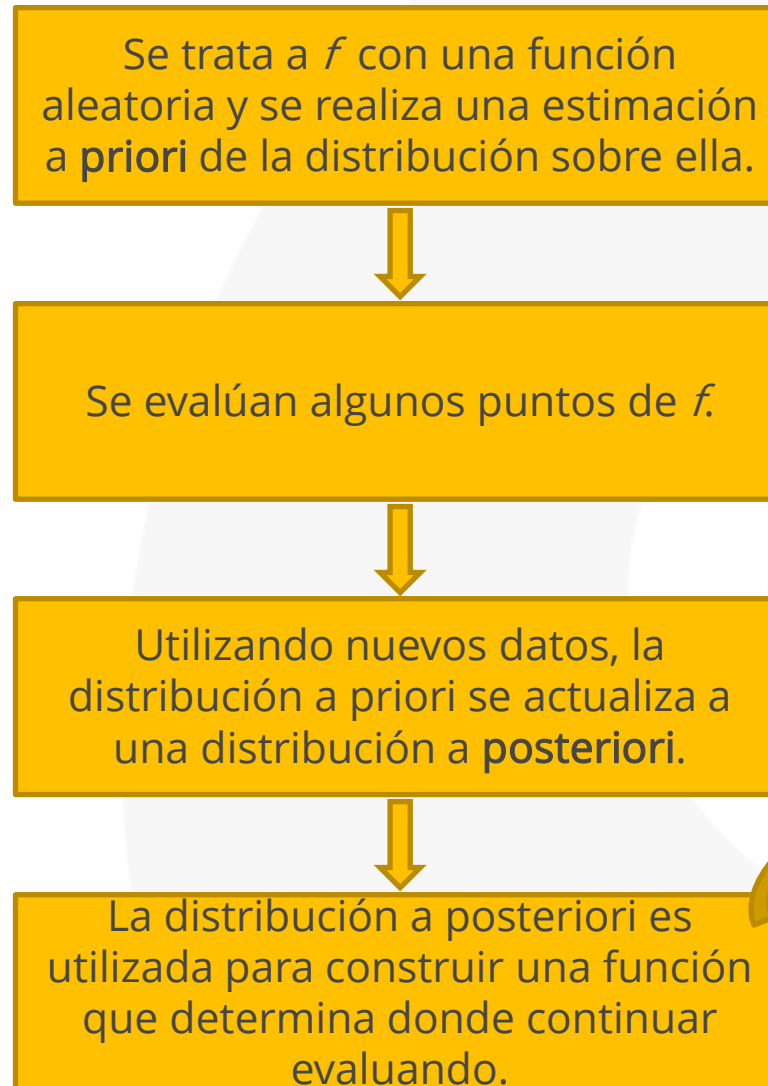 Se trata a f con una función
aleatoria y se realiza una estimación
a priori de la distribución sobre ella.
Se evalúan algunos puntos de f.
Utilizando nuevos datos, la
distribución a priori se actualiza a
una distribución a posteriori.
La distribución a posteriori es
utilizada para construir una función
que determina donde continuar
evaluando.